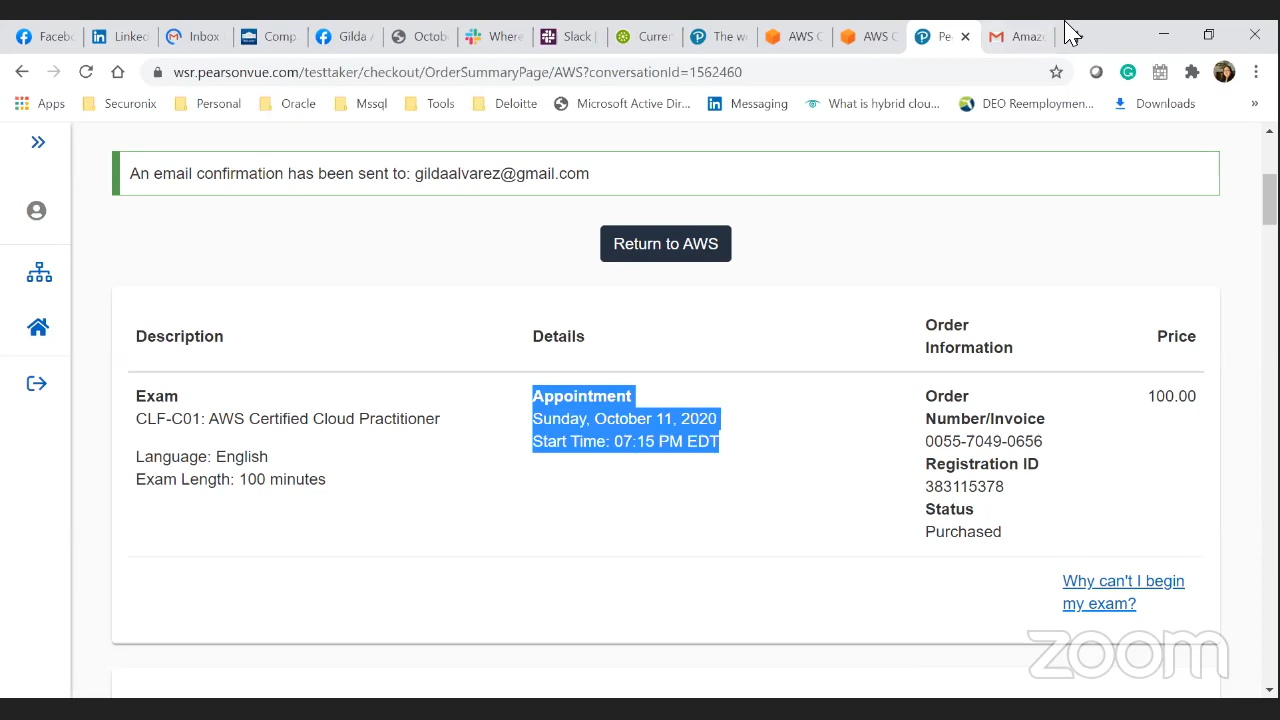 Faceb
Linked
Inbox
Comp
Gilda A
Octob
Where
Slack
Currer
The w
AWS C
AWS C
Pe
Amaz
wsr.pearsonvue.com/testtaker/checkout/OrderSummaryPage/AWS?conversationId=1562460
Apps Securonix Personal Oracle Mssql Tools Deloitte Microsoft Active Dir... Messaging What is hybrid clou... DEO Reemploymen... Downloads »
An email confirmation has been sent to: gildaalvarez@gmail.com
Return to AWS
Description
Details
Order
Information
Price
Exam
CLF-C01: AWS Certified Cloud Practitioner
Language: English
Exam Length: 100 minutes
Appointment
Sunday, October 11, 2020
Start Time: 07:15 PM EDT
Order
Number/Invoice
0055-7049-0656
Registration ID
383115378
Status
Purchased
100.00
Why can't I begin
my exam?
zoom